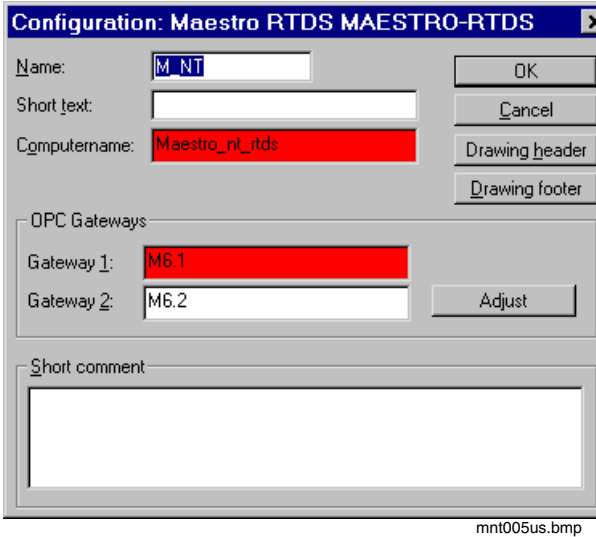 Configuration: Maestro RTDS MAESTRO-RTDS
Name: M_NT OK
Short text: Cancel
Computername: Maestro_nt_rtds Drawing header
Drawing footer
OPC Gateways
Gateway 1: M6.1
Gateway 2: M6.2 Adjust
Short comment
mnt005us.bmp